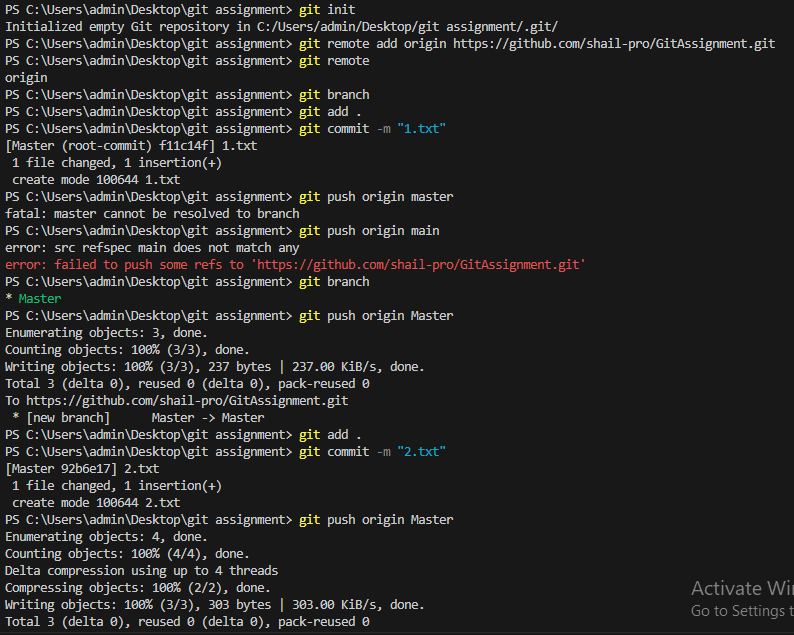 PS C:\Users\admin\Desktop\git assignment> git init
Initialized empty Git repository in C:/Users/admin/Desktop/git assignment/.git/
PS C:\Users\admin\Desktop\git assignment> git remote add origin https://github.com/shail-pro/GitAssignment.git
PS C:\Users\admin\Desktop\git assignment> git remote
origin
PS C:\Users\admin\Desktop\git assignment> git branch
PS C:\Users\admin\Desktop\git assignment> git add .
PS C:\Users\admin\Desktop\git assignment> git commit -m "1.txt"
[Master (root-commit) f11c14f] 1.txt
 1 file changed, 1 insertion(+)
 create mode 100644 1.txt
PS C:\Users\admin\Desktop\git assignment> git push origin master
fatal: master cannot be resolved to branch
PS C:\Users\admin\Desktop\git assignment> git push origin main
error: src refspec main does not match any
error: failed to push some refs to 'https://github.com/shail-pro/GitAssignment.git'
PS C:\Users\admin\Desktop\git assignment> git branch
* Master
PS C:\Users\admin\Desktop\git assignment> git push origin Master
Enumerating objects: 3, done.
Counting objects: 100% (3/3), done.
Writing objects: 100% (3/3), 237 bytes | 237.00 KiB/s, done.
Total 3 (delta 0), reused 0 (delta 0), pack-reused 0
To https://github.com/shail-pro/GitAssignment.git
 * [new branch]      Master -> Master
PS C:\Users\admin\Desktop\git assignment> git add .
PS C:\Users\admin\Desktop\git assignment> git commit -m "2.txt"
[Master 92b6e17] 2.txt
 1 file changed, 1 insertion(+)
 create mode 100644 2.txt
PS C:\Users\admin\Desktop\git assignment> git push origin Master
Enumerating objects: 4, done.
Counting objects: 100% (4/4), done.
Delta compression using up to 4 threads
Compressing objects: 100% (2/2), done.
Writing objects: 100% (3/3), 303 bytes | 303.00 KiB/s, done.
Total 3 (delta 0), reused 0 (delta 0), pack-reused 0
Activate Wi
Go to Settings t